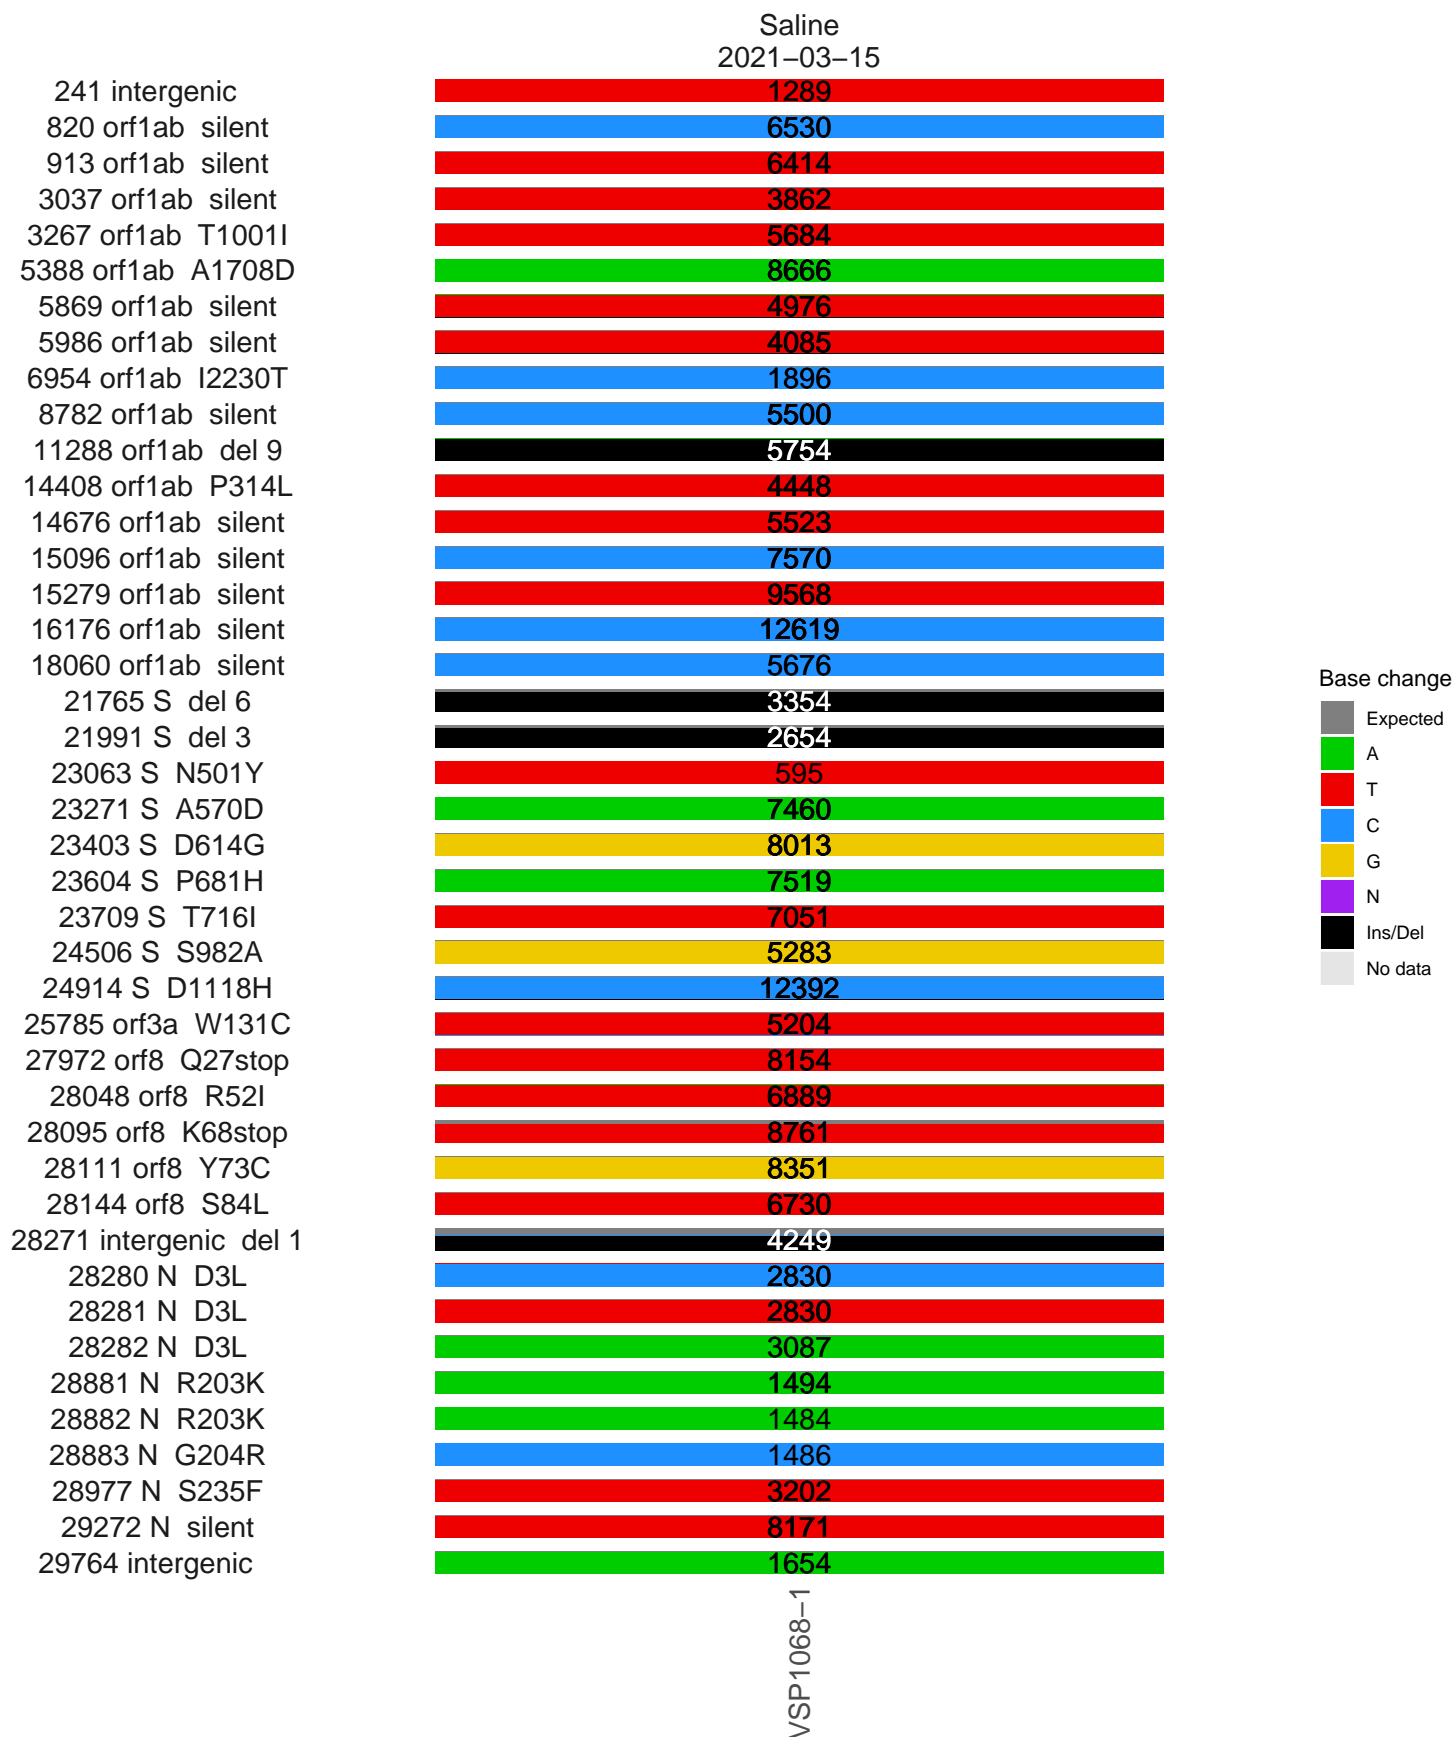 Saline
2021−03−15
241 intergenic 1289
820 orf1ab silent 6530
913 orf1ab silent 6414
3037 orf1ab silent 3862
3267 orf1ab T1001I 5684
5388 orf1ab A1708D 8666
5869 orf1ab silent 4976
5986 orf1ab silent 4085
6954 orf1ab I2230T 1896
8782 orf1ab silent 5500
11288 orf1ab del 9 5754
14408 orf1ab P314L 4448
14676 orf1ab silent 5523
15096 orf1ab silent 7570
15279 orf1ab silent 9568
16176 orf1ab silent 12619
18060 orf1ab silent 5676
21765 S del 6 3354
21991 S del 3 2654
23063 S N501Y 595
23271 S A570D 7460
23403 S D614G 8013
23604 S P681H 7519
23709 S T716I 7051
24506 S S982A 5283
24914 S D1118H 12392
25785 orf3a W131C 5204
27972 orf8 Q27stop 8154
28048 orf8 R52I 6889
28095 orf8 K68stop 8761
28111 orf8 Y73C 8351
28144 orf8 S84L 6730
28271 intergenic del 1 4249
28280 N D3L 2830
28281 N D3L 2830
28282 N D3L 3087
28881 N R203K 1494
28882 N R203K 1484
28883 N G204R 1486
28977 N S235F 3202
29272 N silent 8171
29764 intergenic 1654
VSP1068−1
Base change
Expected
A
T
C
G
N
Ins/Del
No data